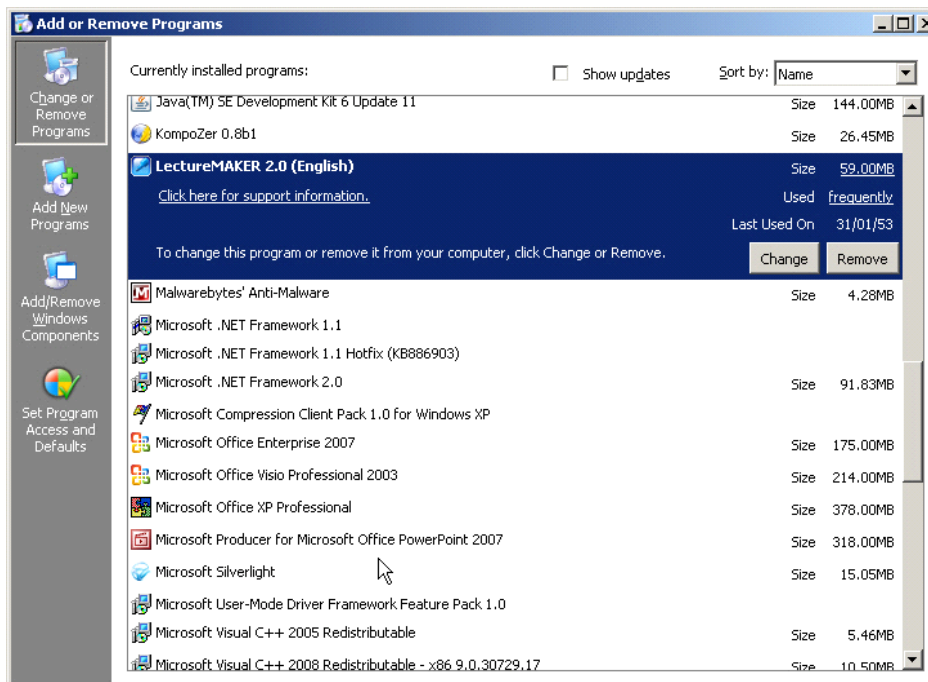 Add or Remove Programs
Change or
Remove
Programs
Add New
Programs
Add/Remove
Windows
Components
Set Program
Access and
Defaults
Currently installed programs:
Show updates
Sort by: Name
Java(TM) SE Development Kit 6 Update 11 Size 144.00MB
KompoZer 0.8b1 Size 26.45MB
LectureMAKER 2.0 (English) Size 59.00MB
Click here for support information. Used frequently
Last Used On 31/01/53
To change this program or remove it from your computer, click Change or Remove. Change Remove
Malwarebytes' Anti-Malware Size 4.28MB
Microsoft .NET Framework 1.1
Microsoft .NET Framework 1.1 Hotfix (KB886903)
Microsoft .NET Framework 2.0 Size 91.83MB
Microsoft Compression Client Pack 1.0 for Windows XP
Microsoft Office Enterprise 2007 Size 175.00MB
Microsoft Office Visio Professional 2003 Size 214.00MB
Microsoft Office XP Professional Size 378.00MB
Microsoft Producer for Microsoft Office PowerPoint 2007 Size 318.00MB
Microsoft Silverlight Size 15.05MB
Microsoft User-Mode Driver Framework Feature Pack 1.0
Microsoft Visual C++ 2005 Redistributable Size 5.46MB
Microsoft Visual C++ 2008 Redistributable - x86 9.0.30729.17 Size 10.50MB